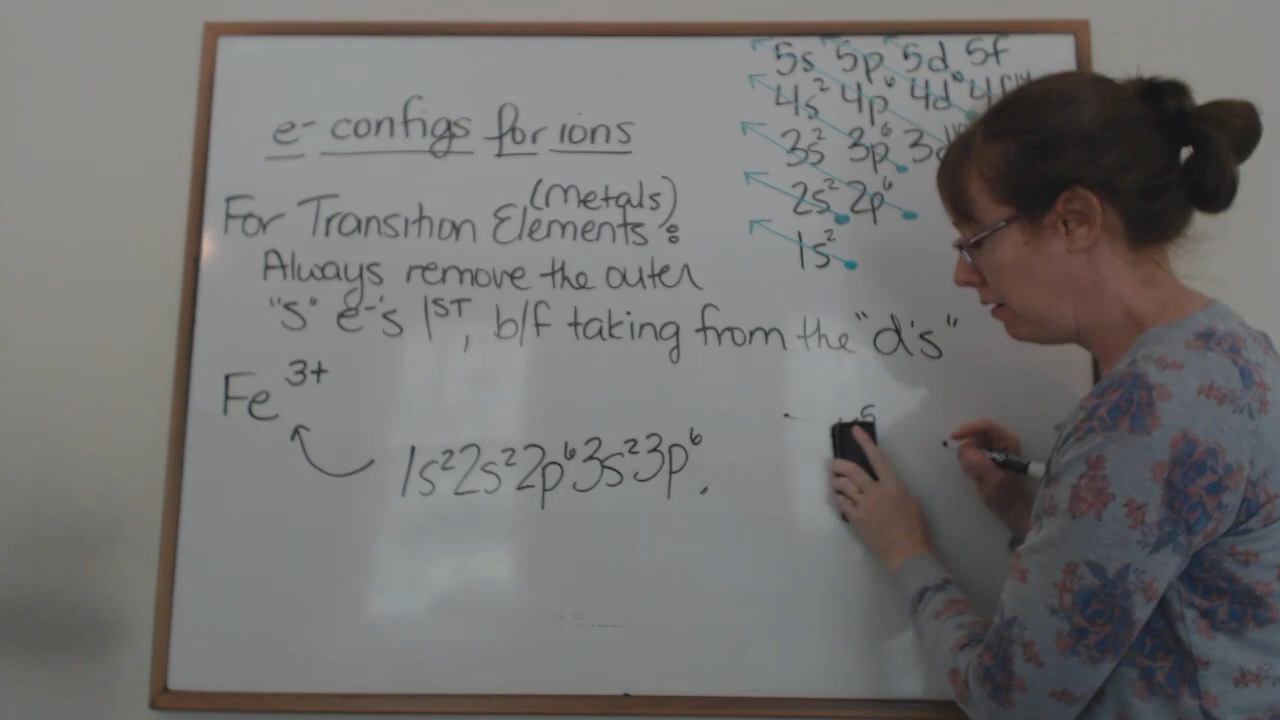 e⁻ configs for ions
For Transition Elements (Metals) :
Always remove the outer
"s" e⁻'s 1ST, b/f taking from the "d's"
Fe³⁺
1s²2s²2p⁶3s²3p⁶
5s 5p 5d 5f
4s² 4p⁶ 4d¹⁰
3s² 3p⁶
2s² 2p⁶
1s²